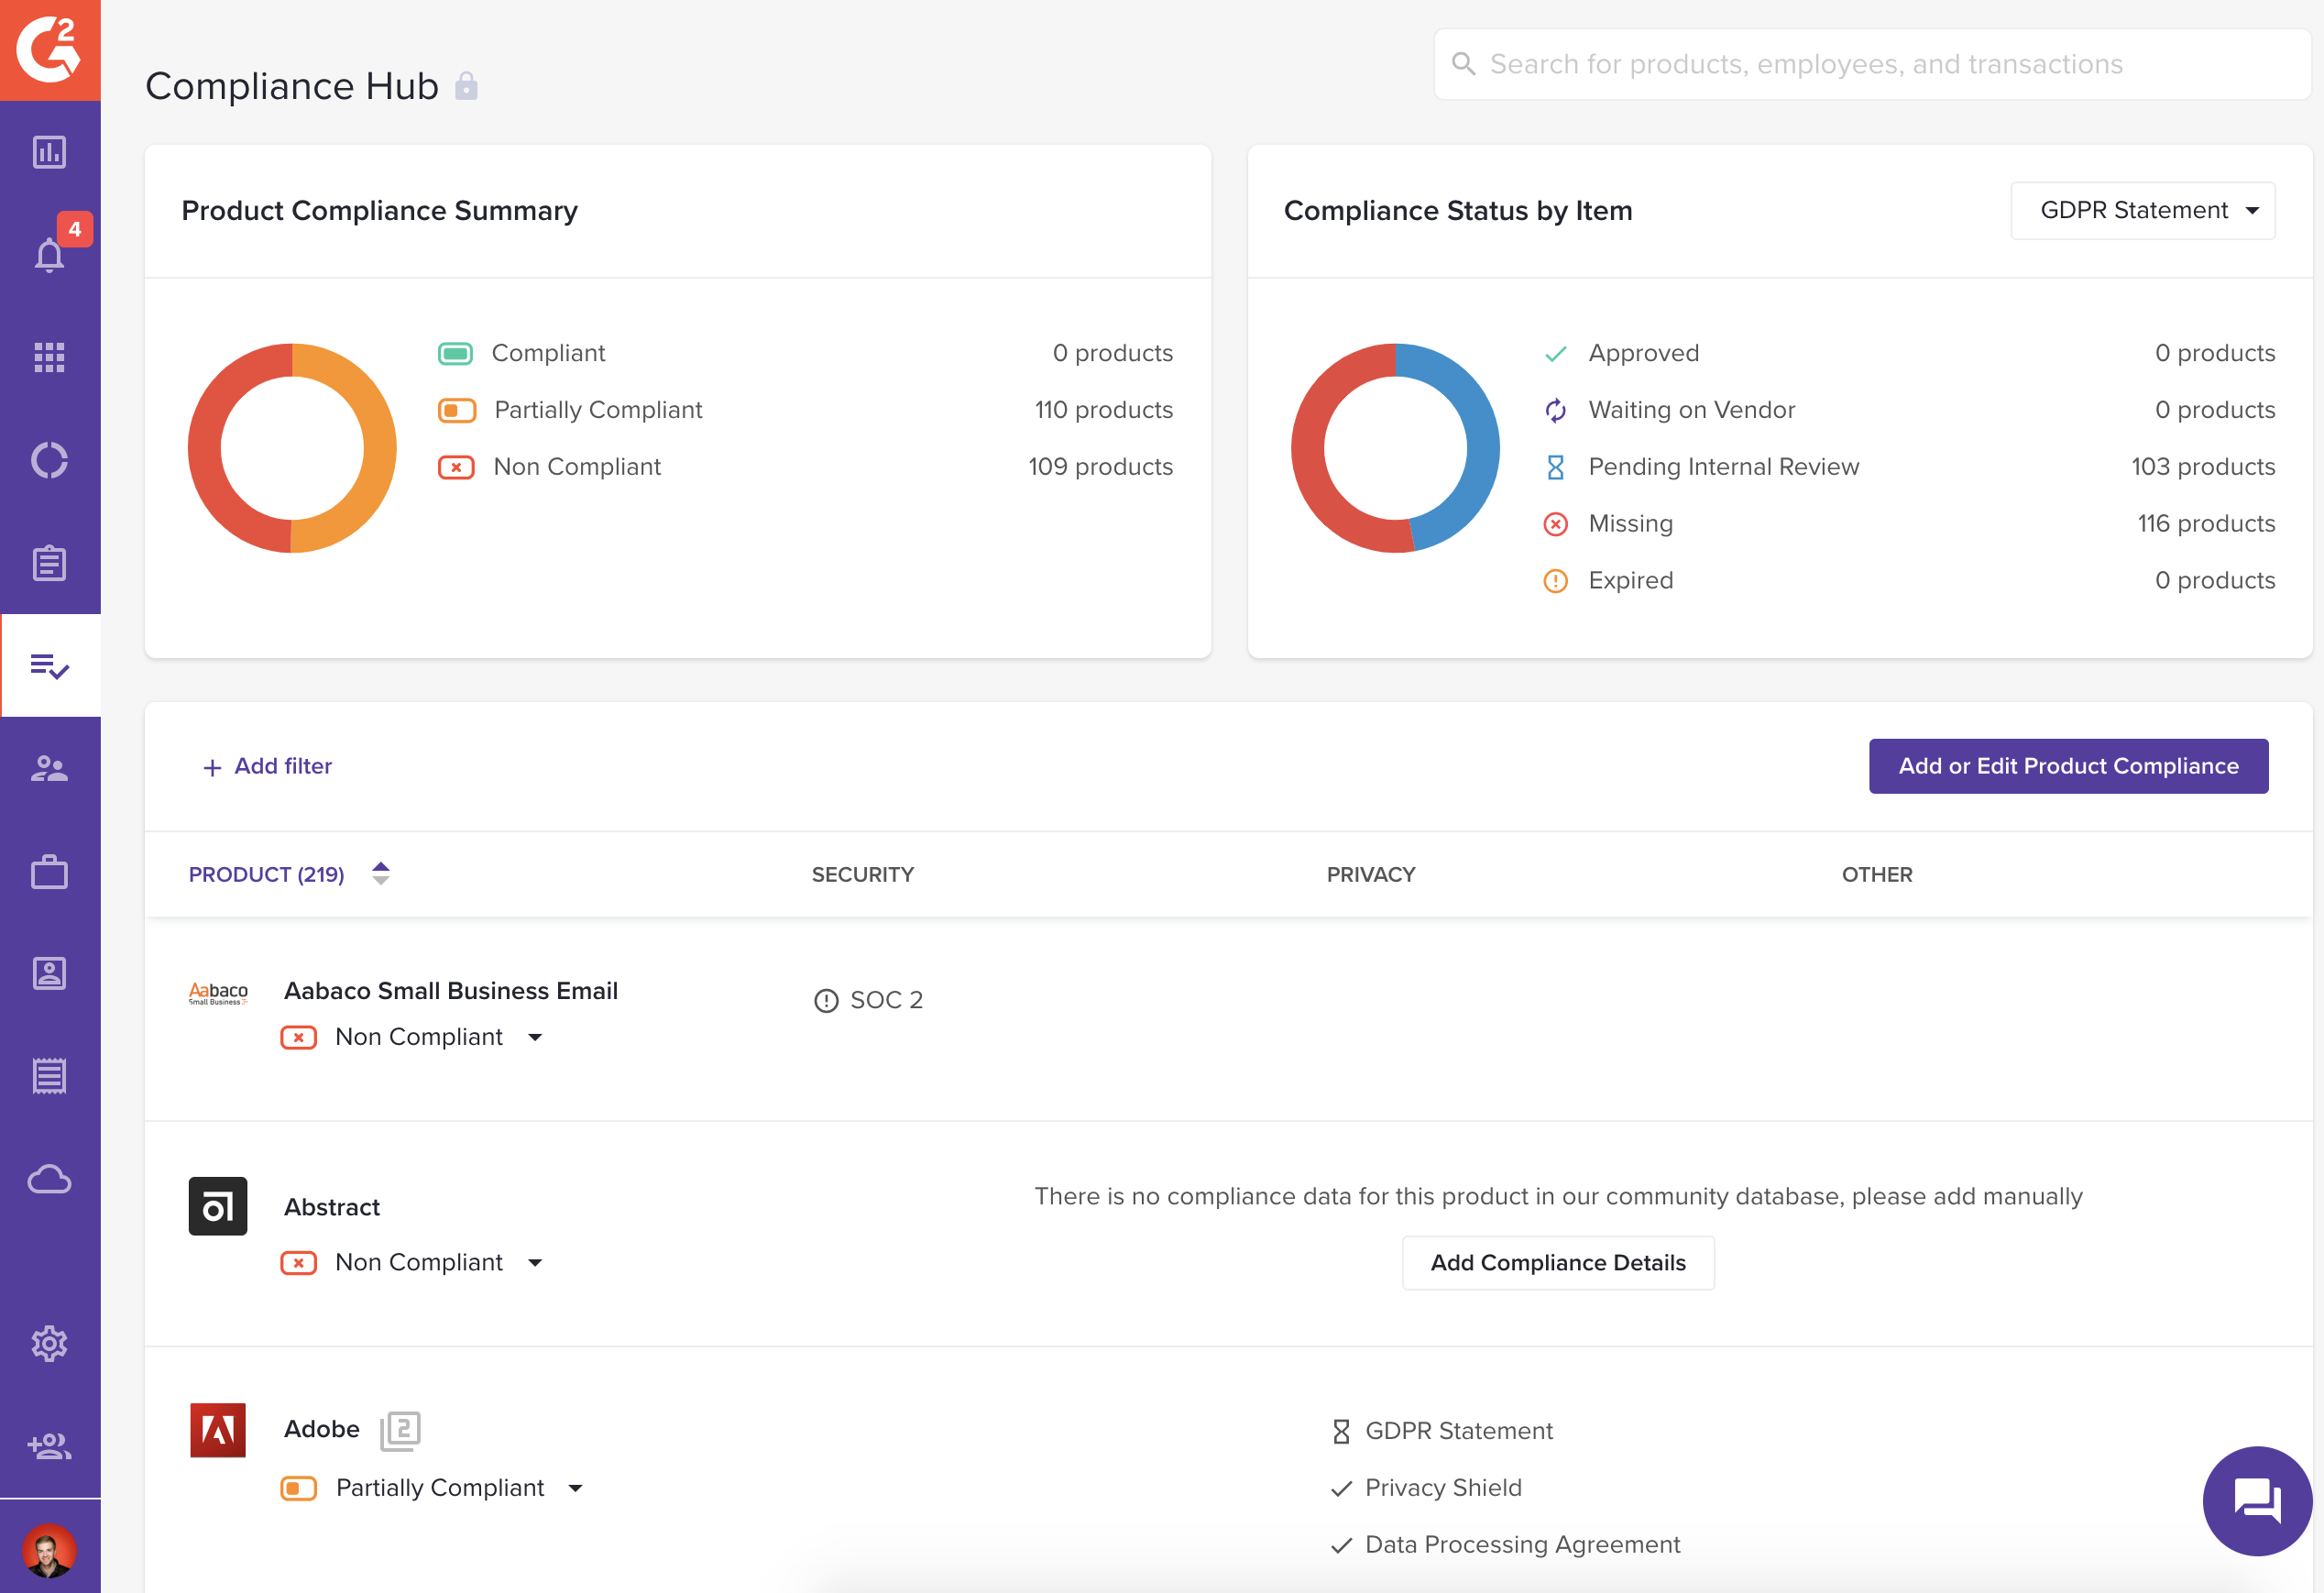 G2
Compliance Hub
Search for products, employees, and transactions
4
Product Compliance Summary
Compliant 0 products
Partially Compliant 110 products
Non Compliant 109 products
Compliance Status by Item
GDPR Statement
Approved 0 products
Waiting on Vendor 0 products
Pending Internal Review 103 products
Missing 116 products
Expired 0 products
+ Add filter
Add or Edit Product Compliance
PRODUCT (219) SECURITY PRIVACY OTHER
Aabaco
Small Business
Aabaco Small Business Email
SOC 2
Non Compliant
Abstract
There is no compliance data for this product in our community database, please add manually
Non Compliant
Add Compliance Details
Adobe 2
GDPR Statement
Partially Compliant
Privacy Shield
Data Processing Agreement